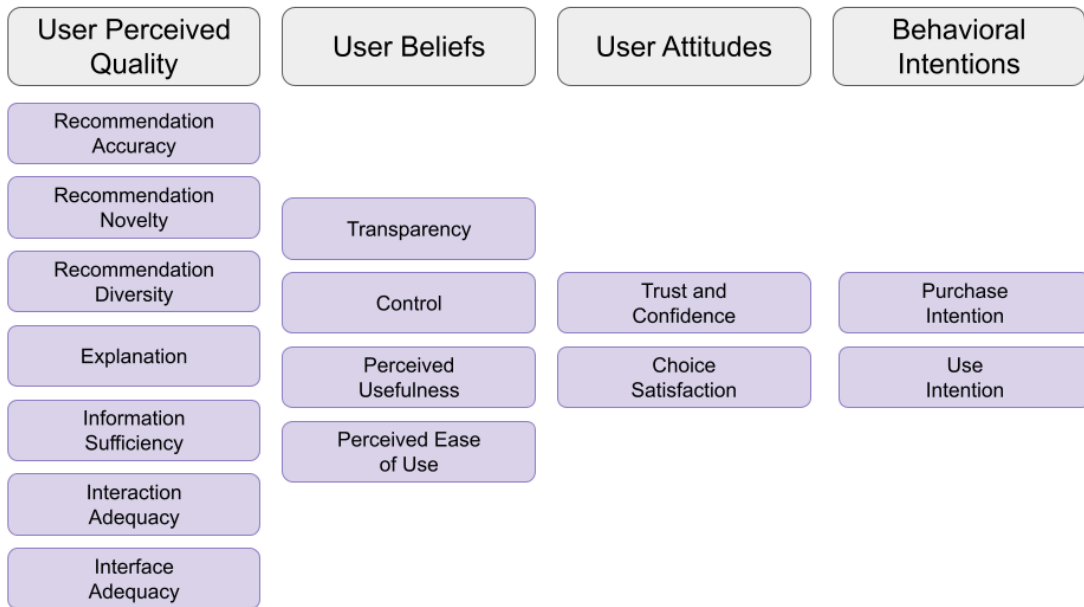 User Perceived
Quality
Recommendation
Accuracy
Recommendation
Novelty
Recommendation
Diversity
Explanation
Information
Sufficiency
Interaction
Adequacy
Interface
Adequacy
User Beliefs
Transparency
Control
Perceived
Usefulness
Perceived Ease
of Use
User Attitudes
Trust and
Confidence
Choice
Satisfaction
Behavioral
Intentions
Purchase
Intention
Use
Intention